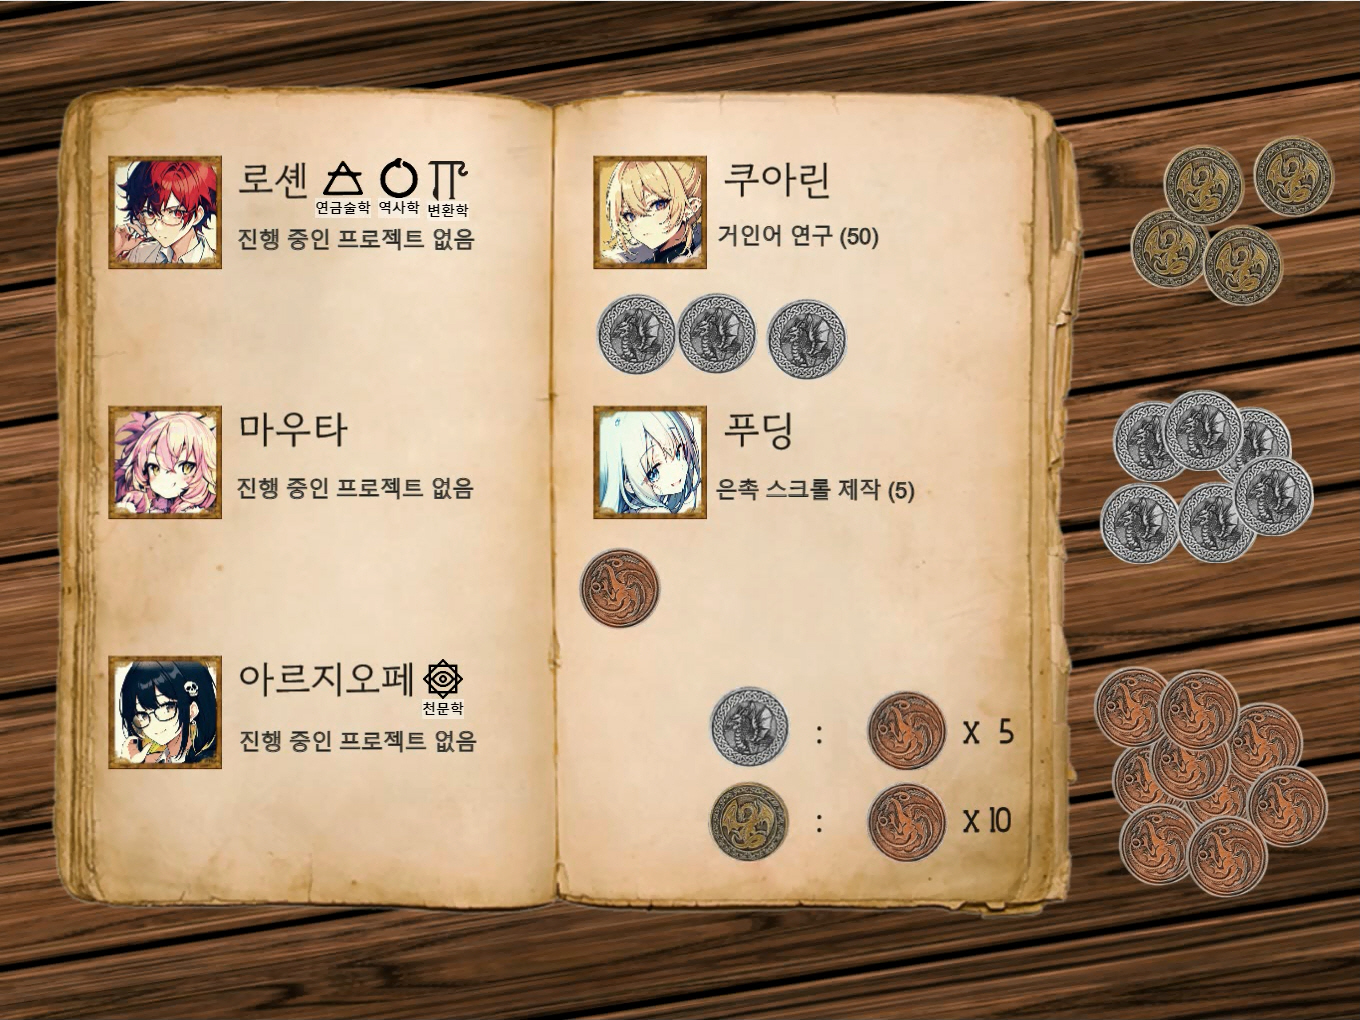 로셴
연금술학 역사학 변환학
진행 중인 프로젝트 없음
마우타
진행 중인 프로젝트 없음
아르지오페
천문학
진행 중인 프로젝트 없음
쿠아린
거인어 연구 (50)
푸딩
은촉 스크롤 제작 (5)
: X 5
: X 10